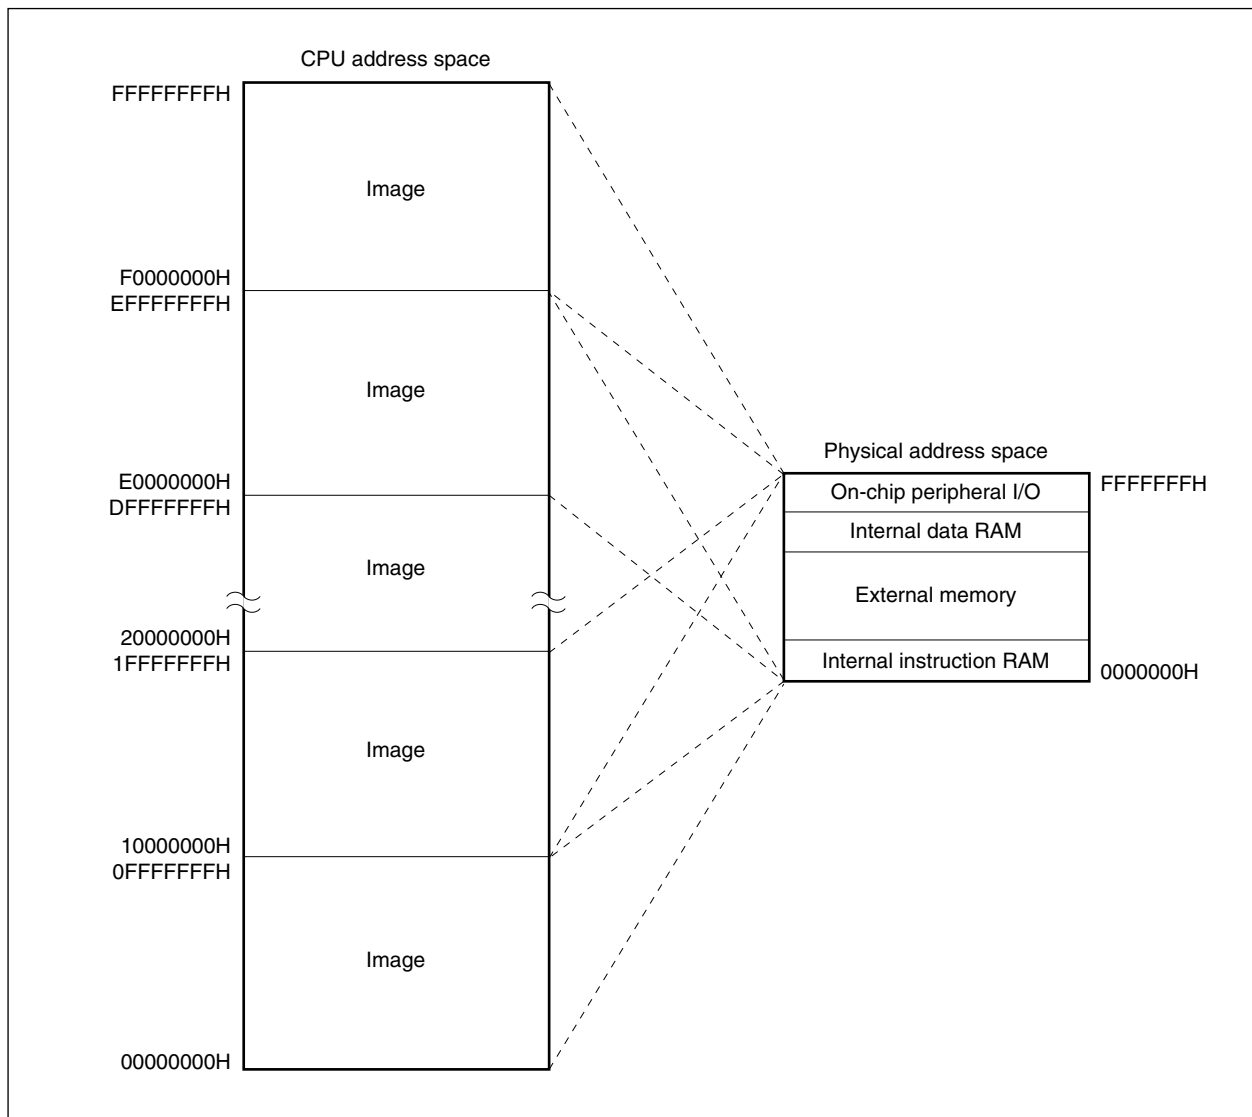 CPU address space
FFFFFFFFH
Image
F0000000H
EFFFFFFFH
Image
E0000000H
DFFFFFFFH
Image
20000000H
1FFFFFFFH
Image
10000000H
0FFFFFFFH
Image
00000000H
Physical address space
On-chip peripheral I/O
FFFFFFFH
Internal data RAM
External memory
Internal instruction RAM
0000000H